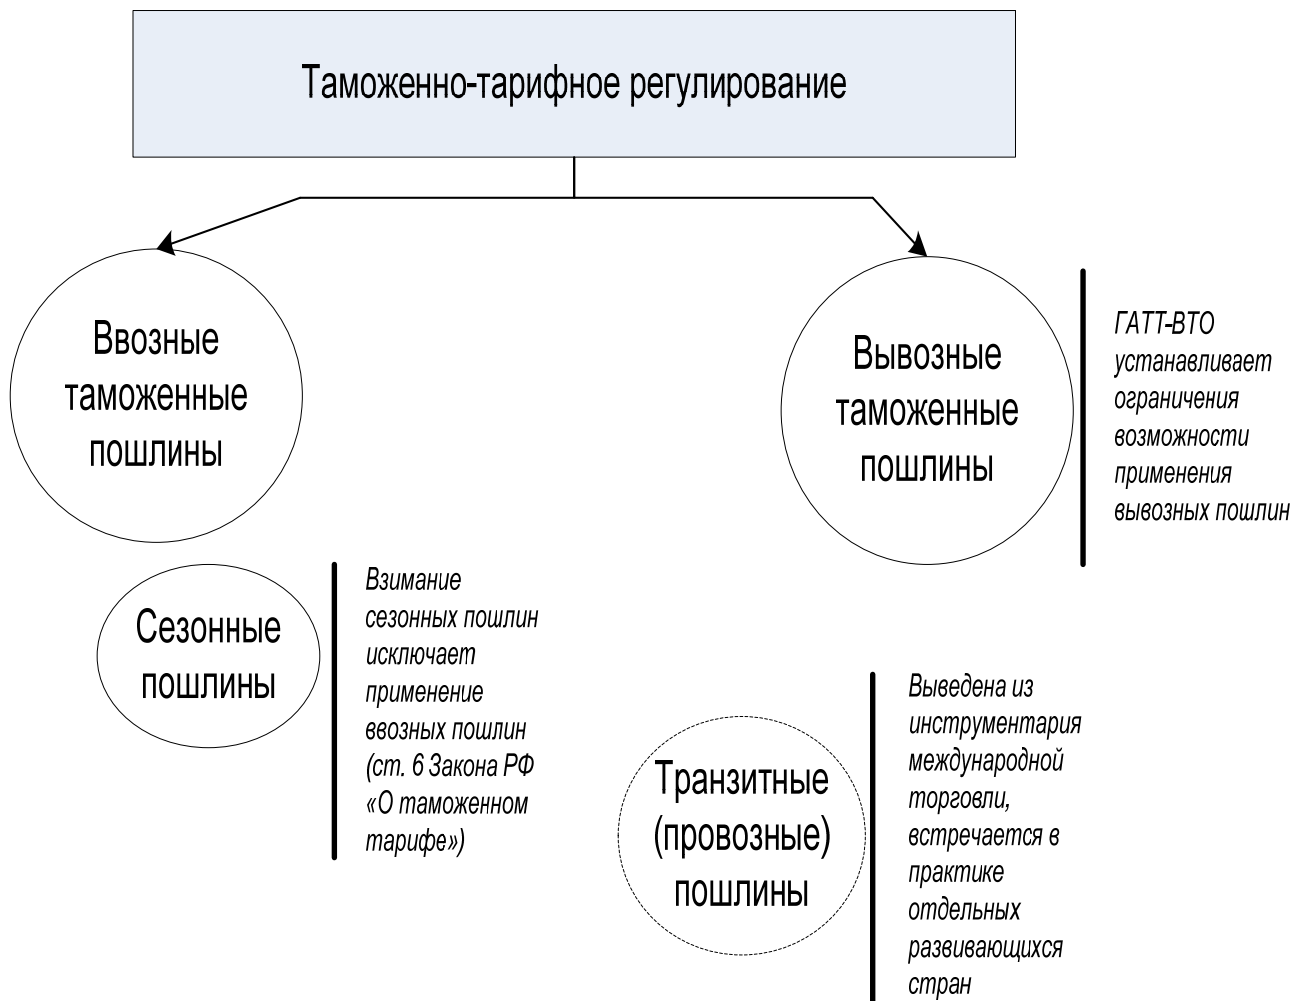 Таможенно-тарифное регулирование
Ввозные
таможенные
пошлины
Вывозные
таможенные
пошлины
ГАТТ-ВТО
устанавливает
ограничения
возможности
применения
вывозных пошлин
Сезонные
пошлины
Взимание
сезонных пошлин
исключает
применение
ввозных пошлин
(ст. 6 Закона РФ
«О таможенном
тарифе»)
Транзитные
(провозные)
пошлины
Выведена из
инструментария
международной
торговли,
встречается в
практике
отдельных
развивающихся
стран